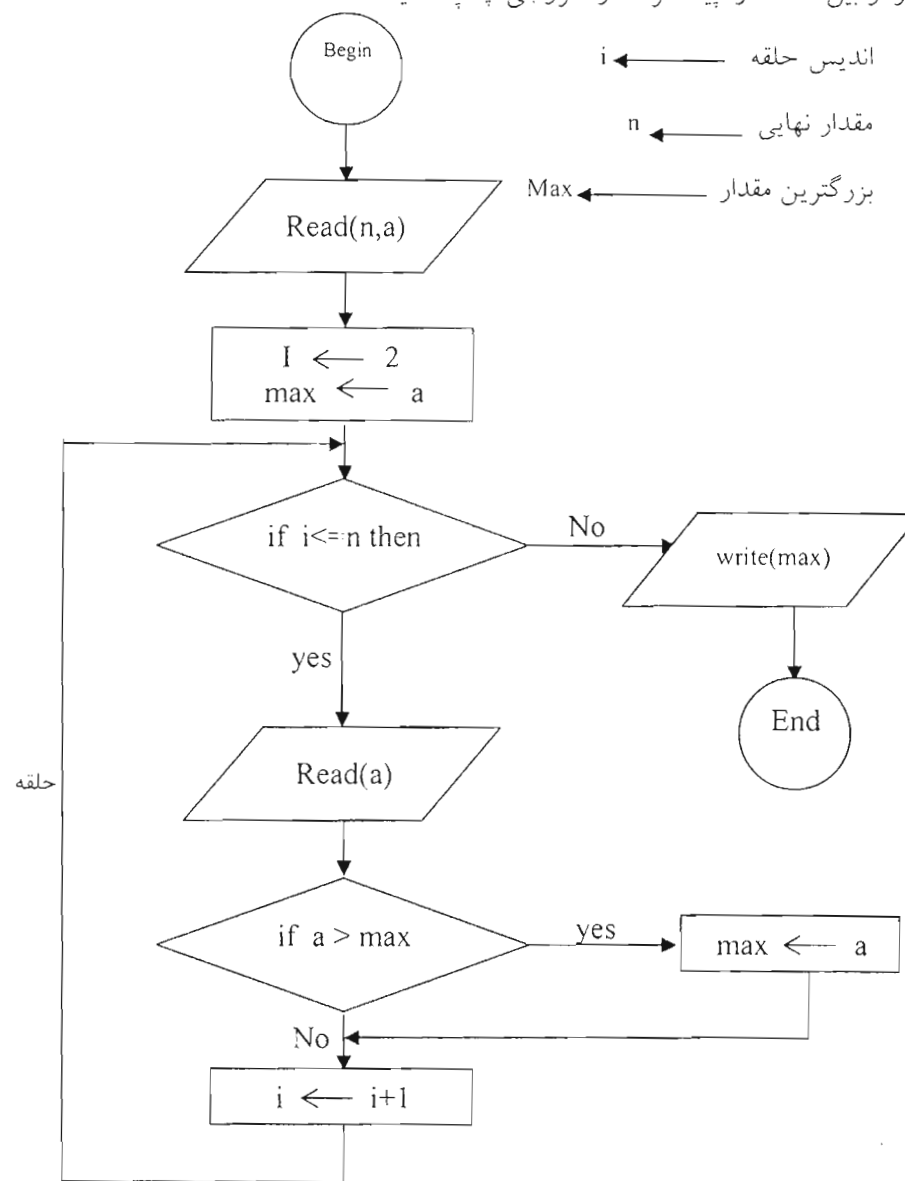 Begin
اندیس حلقه ← i
مقدار نهایی ← n
بزرگترین مقدار ← Max
Read(n,a)
I ← 2
max ← a
if i<=n then
No
write(max)
yes
End
Read(a)
حلقه
if a > max
yes
max ← a
No
i ← i+1